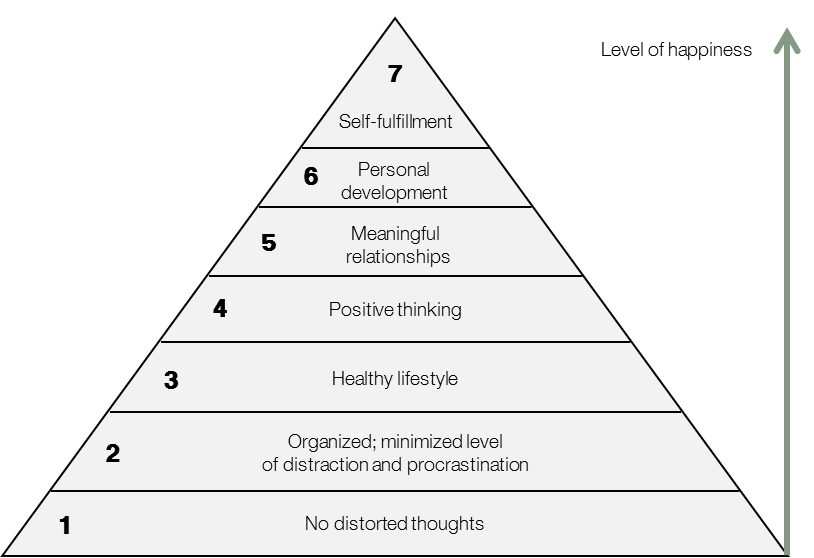 Level of happiness
7
Self-fulfillment
6
Personal
development
5
Meaningful
relationships
4
Positive thinking
3
Healthy lifestyle
2
Organized; minimized level
of distraction and procrastination
1
No distorted thoughts